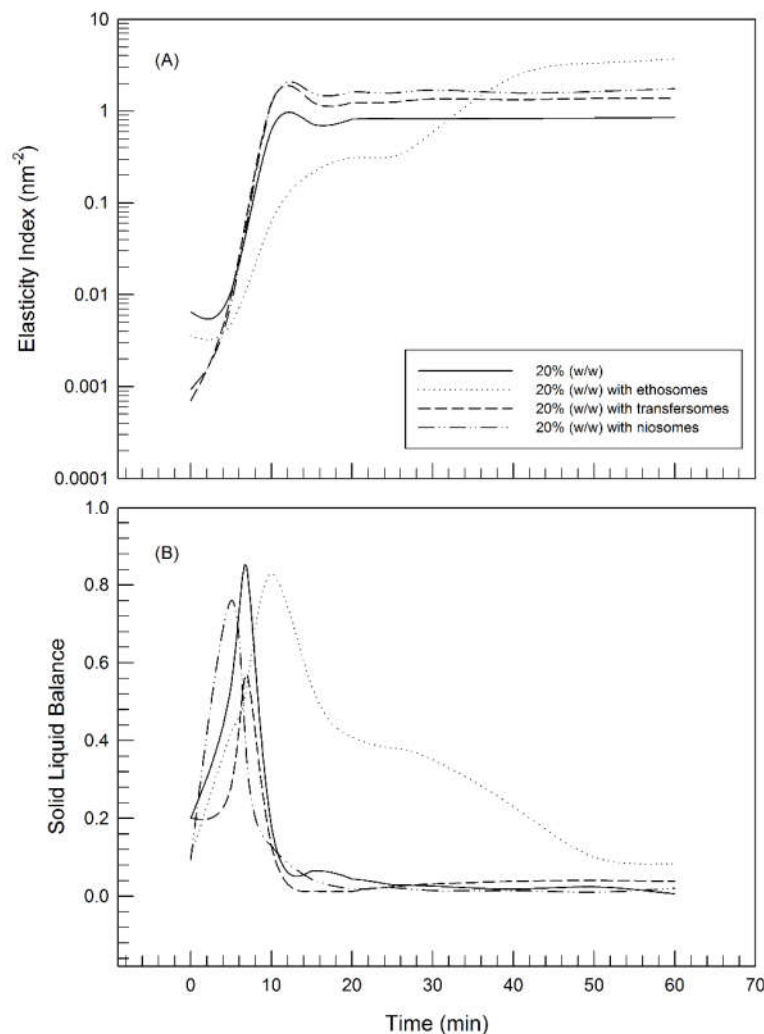 10
(A)
1
0.1
0.01
0.001
0.0001
Elasticity Index (nm⁻²)
20% (w/w)
20% (w/w) with ethosomes
20% (w/w) with transfersomes
20% (w/w) with niosomes
1.0
(B)
0.8
0.6
0.4
0.2
0.0
Solid Liquid Balance
0 10 20 30 40 50 60 70
Time (min)